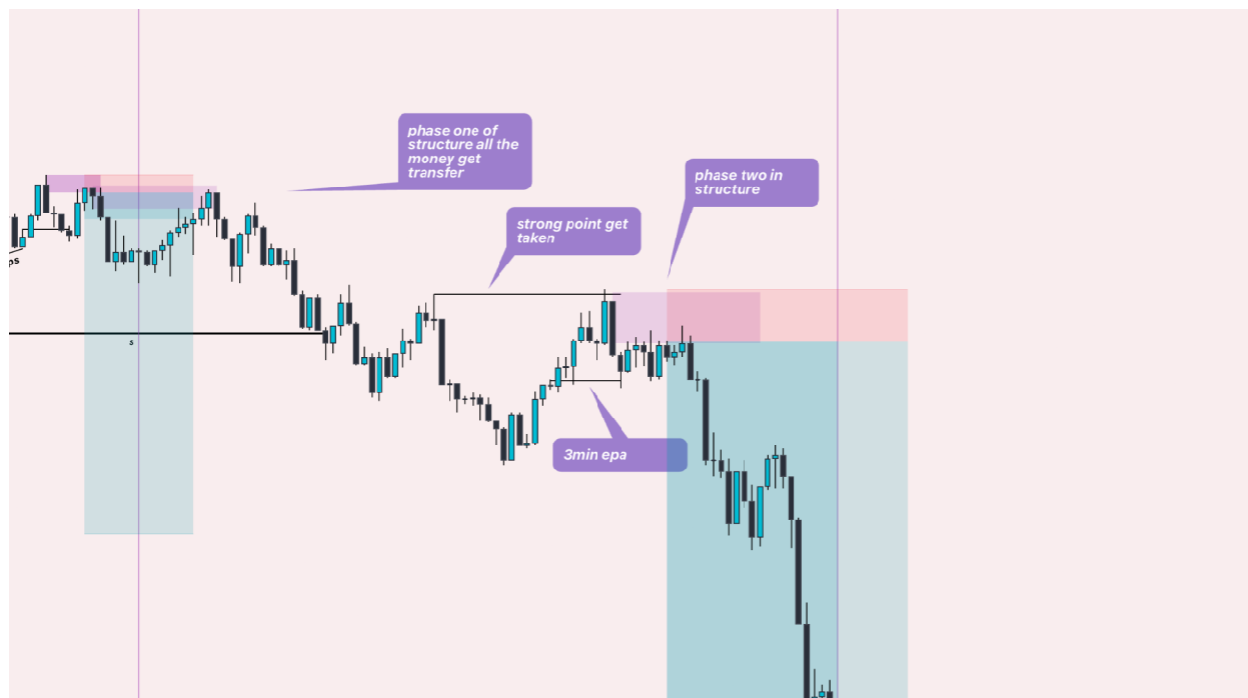 phase one of
structure all the
money get
transfer
phase two in
structure
strong point get
taken
ps
s
3min epa